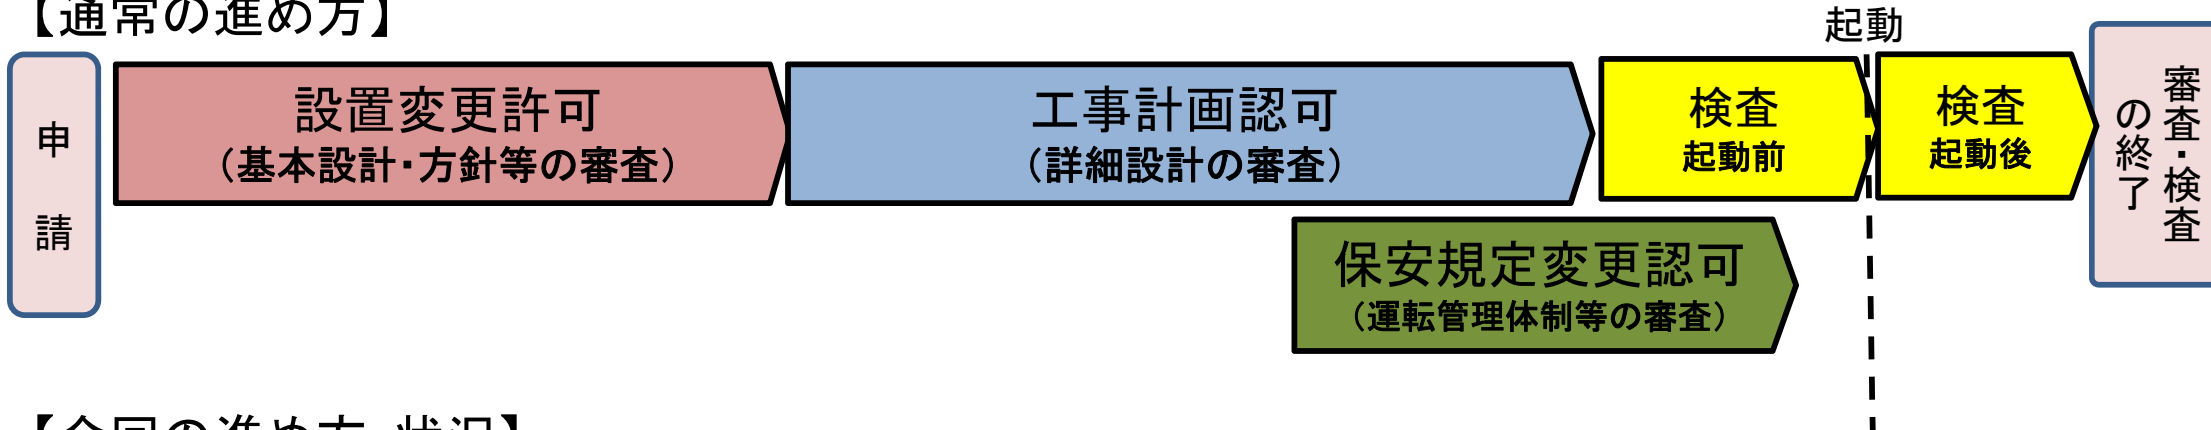 【通常の進め方】
起動
申請
設置変更許可
（基本設計・方針等の審査）
工事計画認可
（詳細設計の審査）
検査
起動前
検査
起動後
審査・検査
の終了
保安規定変更認可
（運転管理体制等の審査）